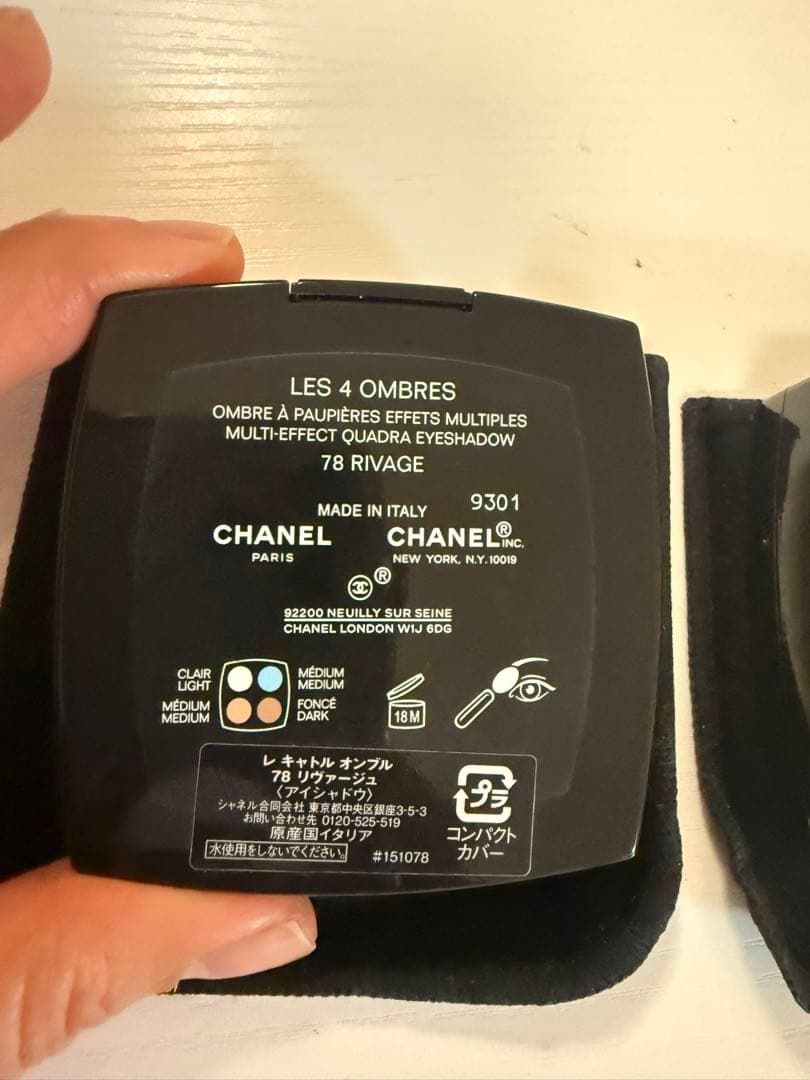 LES 4 OMBRES
OMBRE À PAUPIÈRES EFFETS MULTIPLES
MULTI-EFFECT QUADRA EYESHADOW
78 RIVAGE
MADE IN ITALY 9301
CHANEL CHANEL® INC.
PARIS NEW YORK, N.Y. 10019
®
92200 NEUILLY SUR SEINE
CHANEL LONDON W1J 6DG
CLAIR MÉDIUM
LIGHT MEDIUM
MÉDIUM FONCÉ
MEDIUM DARK
18M
レ キャトル オンブル
78 リヴァージュ
〈アイシャドウ〉
シャネル合同会社 東京都中央区銀座3-5-3
お問い合わせ先 0120-525-519
原産国イタリア
水使用をしないでください。 #151078
プラ
コンパクト
カバー